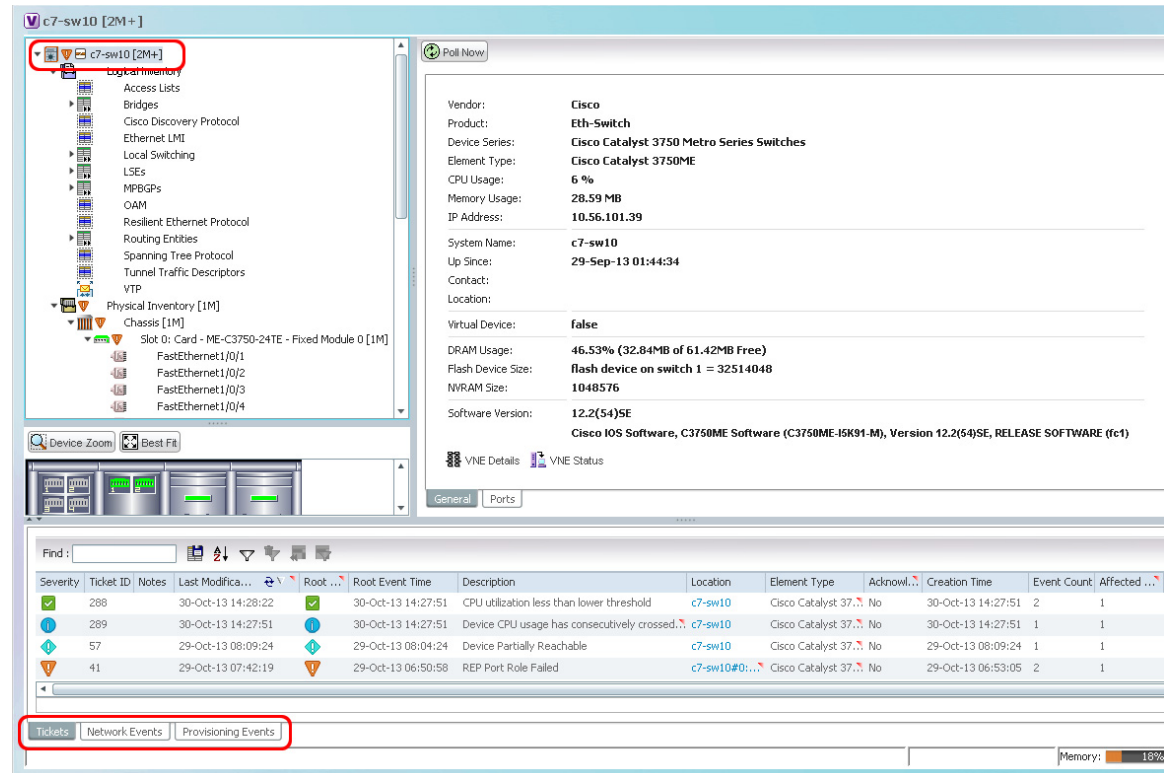 c7-sw10 [2M+]
c7-sw10 [2M+]
Logical Inventory
Access Lists
Bridges
Cisco Discovery Protocol
Ethernet LMI
Local Switching
LSEs
MPBGPs
OAM
Resilient Ethernet Protocol
Routing Entities
Spanning Tree Protocol
Tunnel Traffic Descriptors
VTP
Physical Inventory [1M]
Chassis [1M]
Slot 0: Card - ME-C3750-24TE - Fixed Module 0 [1M]
FastEthernet1/0/1
FastEthernet1/0/2
FastEthernet1/0/3
FastEthernet1/0/4
Device Zoom Best Fit
1 2
3 4
Poll Now
Vendor: Cisco
Product: Eth-Switch
Device Series: Cisco Catalyst 3750 Metro Series Switches
Element Type: Cisco Catalyst 3750ME
CPU Usage: 6 %
Memory Usage: 28.59 MB
IP Address: 10.56.101.39
System Name: c7-sw10
Up Since: 29-Sep-13 01:44:34
Contact:
Location:
Virtual Device: false
DRAM Usage: 46.53% (32.84MB of 61.42MB Free)
Flash Device Size: flash device on switch 1 = 32514048
NVRAM Size: 1048576
Software Version: 12.2(54)SE
Cisco IOS Software, C3750ME Software (C3750ME-I5K91-M), Version 12.2(54)SE, RELEASE SOFTWARE (fc1)
VNE Details VNE Status
General Ports
Find :
Severity Ticket ID Notes Last Modifica... Root ... Root Event Time Description Location Element Type Acknowl... Creation Time Event Count Affected ...
288 30-Oct-13 14:28:22 30-Oct-13 14:27:51 CPU utilization less than lower threshold c7-sw10 Cisco Catalyst 37... No 30-Oct-13 14:27:51 2 1
289 30-Oct-13 14:27:51 30-Oct-13 14:27:51 Device CPU usage has consecutively crossed... c7-sw10 Cisco Catalyst 37... No 30-Oct-13 14:27:51 1 1
57 29-Oct-13 08:09:24 29-Oct-13 08:04:24 Device Partially Reachable c7-sw10 Cisco Catalyst 37... No 29-Oct-13 08:09:24 1 1
41 29-Oct-13 07:42:19 29-Oct-13 06:50:58 REP Port Role Failed c7-sw10#0:... Cisco Catalyst 37... No 29-Oct-13 06:53:05 2 1
Tickets Network Events Provisioning Events
Memory: 18%